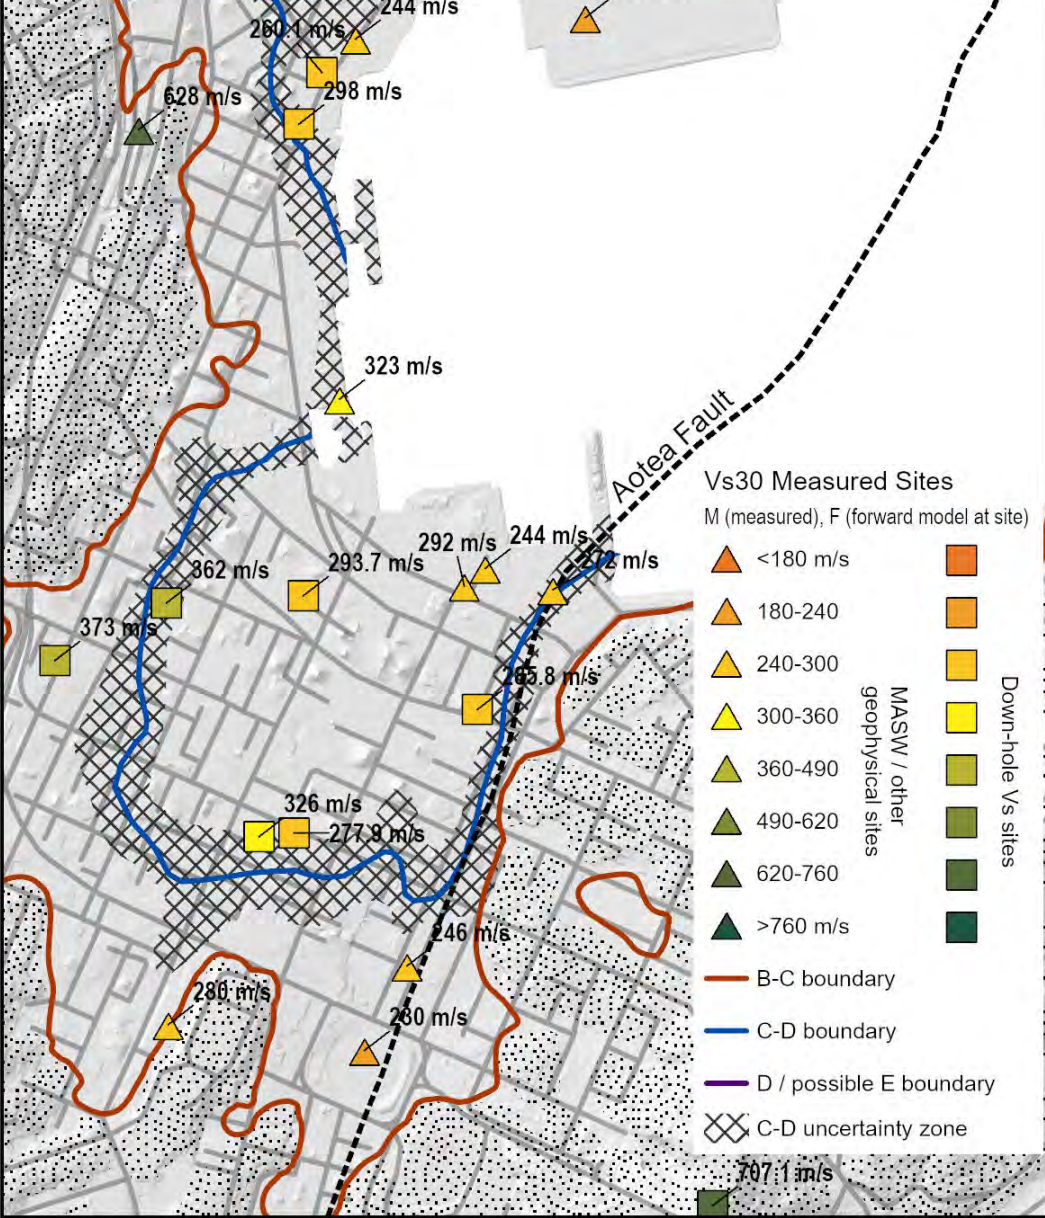 244 m/s
260.1 m/s
298 m/s
628 m/s
323 m/s
Aotea Fault
292 m/s
244 m/s
272 m/s
362 m/s
293.7 m/s
373 m/s
326 m/s
277.9 m/s
246 m/s
280 m/s
230 m/s
707.1 m/s
Vs30 Measured Sites
M (measured), F (forward model at site)
<180 m/s
180-240
240-300
300-360
360-490
490-620
620-760
>760 m/s
MASW / other
geophysical sites
Down-hole Vs sites
B-C boundary
C-D boundary
D / possible E boundary
C-D uncertainty zone